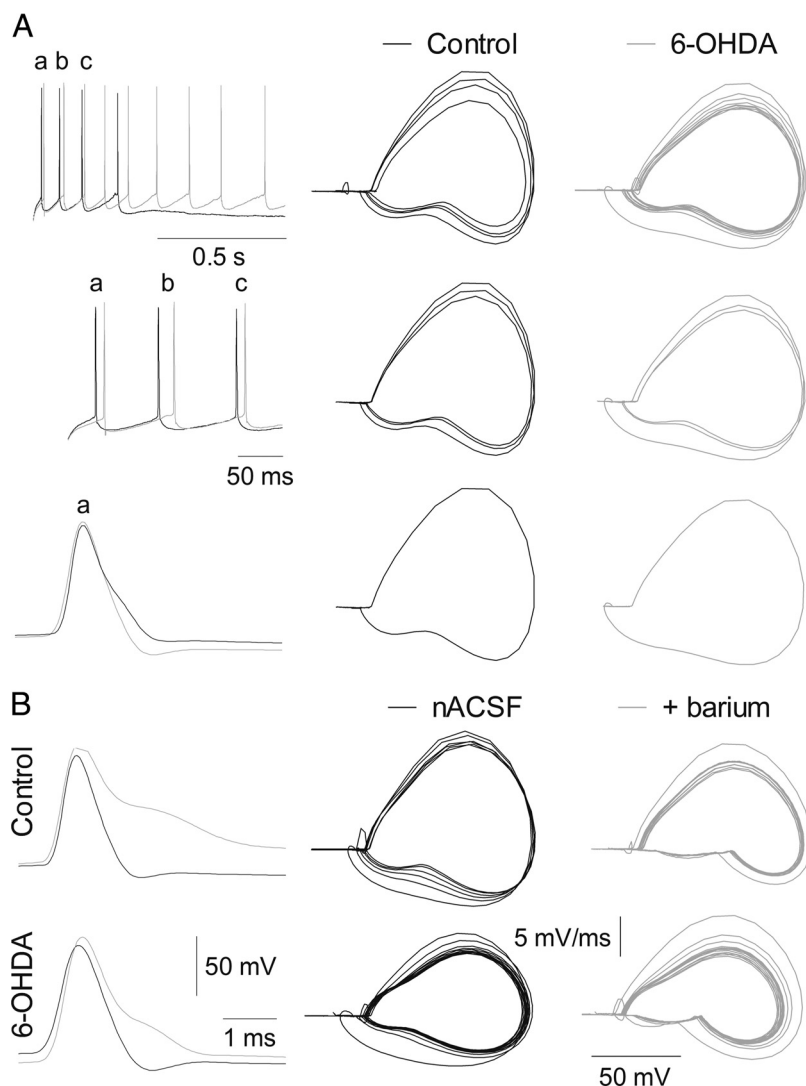 A
Control
6-OHDA
a b c
0.5 s
a b c
50 ms
a
B
nACSF
+ barium
Control
6-OHDA
50 mV
1 ms
5 mV/ms
50 mV